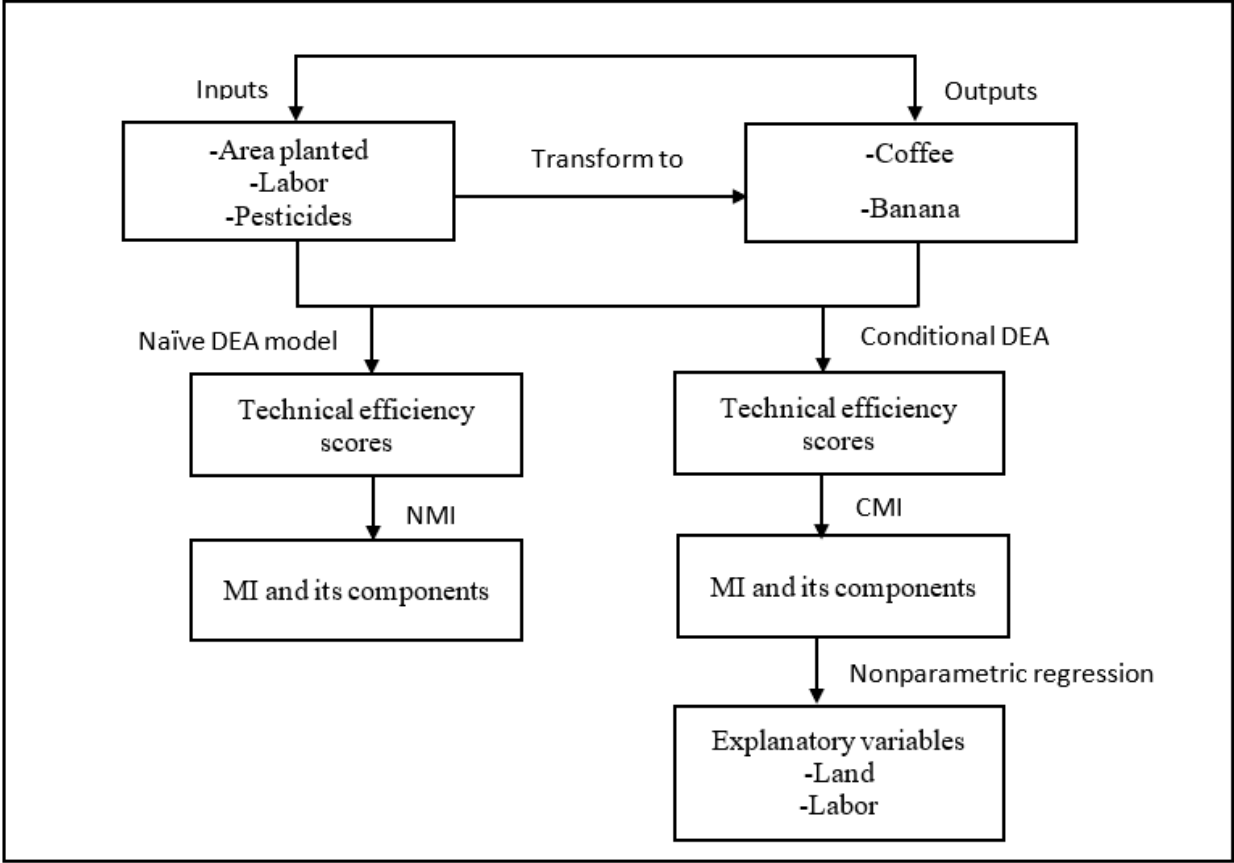 Inputs
Outputs
-Area planted
-Labor
-Pesticides
Transform to
-Coffee
-Banana
Naïve DEA model
Conditional DEA
Technical efficiency
scores
Technical efficiency
scores
NMI
CMI
MI and its components
MI and its components
Nonparametric regression
Explanatory variables
-Land
-Labor